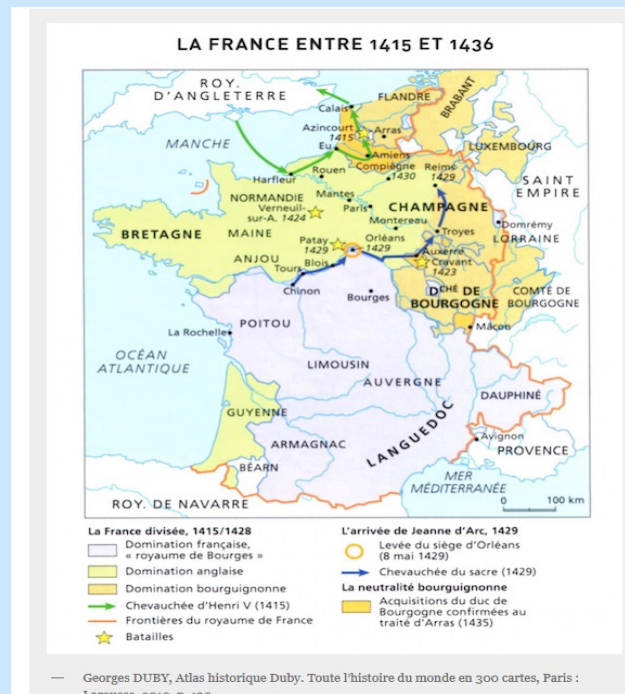 LA FRANCE ENTRE 1415 ET 1436
ROY.
D'ANGLETERRE
FLANDRE
BRABANT
Calais
Azincourt
1415
Arras
MANCHE
Eu
Amiens
LUXEMBOURG
Harfleur
Rouen
Compiègne
1430
Reims
1429
SAINT
EMPIRE
NORMANDIE
Verneuil-
sur-A. 1424
Mantes
Paris
CHAMPAGNE
Montereau
Domrémy
BRETAGNE
MAINE
Patay
1429
Orléans
1429
Troyes
LORRAINE
ANJOU
Blois
Tours
Auxerre
Cravant
1423
Chinon
Bourges
DCHÉ DE
BOURGOGNE
COMTÉ DE
BOURGOGNE
La Rochelle
POITOU
Mâcon
OCÉAN
ATLANTIQUE
LIMOUSIN
AUVERGNE
DAUPHINÉ
GUYENNE
LANGUEDOC
ARMAGNAC
Avignon
PROVENCE
BÉARN
MER
MÉDITERRANÉE
ROY. DE NAVARRE
0 100 km
La France divisée, 1415/1428
Domination française,
« royaume de Bourges »
Domination anglaise
Domination bourguignonne
Chevauchée d'Henri V (1415)
Frontières du royaume de France
Batailles
L'arrivée de Jeanne d'Arc, 1429
Levée du siège d'Orléans
(8 mai 1429)
Chevauchée du sacre (1429)
La neutralité bourguignonne
Acquisitions du duc de
Bourgogne confirmées au
traité d'Arras (1435)
— Georges DUBY, Atlas historique Duby. Toute l'histoire du monde en 300 cartes, Paris :